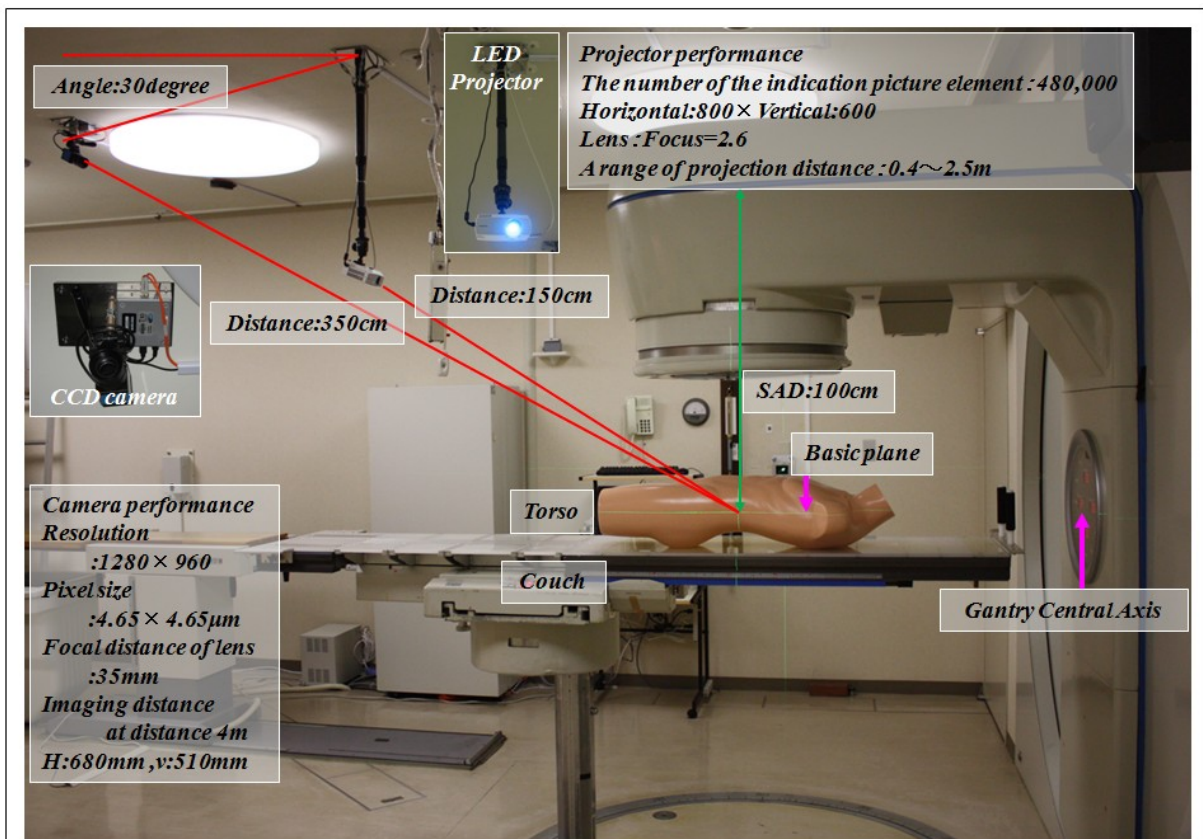 LED
Projector
Projector performance
The number of the indication picture element : 480,000
Horizontal:800×Vertical:600
Lens : Focus=2.6
A range of projection distance : 0.4～2.5m
Angle:30degree
Distance:150cm
Distance:350cm
CCD camera
SAD:100cm
Basic plane
Torso
Couch
Gantry Central Axis
Camera performance
Resolution
:1280×960
Pixel size
:4.65×4.65μm
Focal distance of lens
:35mm
Imaging distance
at distance 4m
H:680mm ,v:510mm